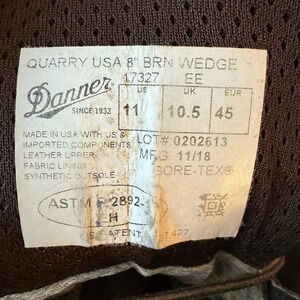 QUARRY USA 8" BRN WEDGE
17327 EE
Danner
SINCE 1932
US UK EUR
11 10.5 45
MADE IN USA WITH US &
IMPORTED COMPONENTS
LEATHER UPPER
FABRIC LINING
SYNTHETIC OUTSOLE
LOT# 0202613
MFG. 11/18
GORE-TEX®
ASTM F 2892-
EH